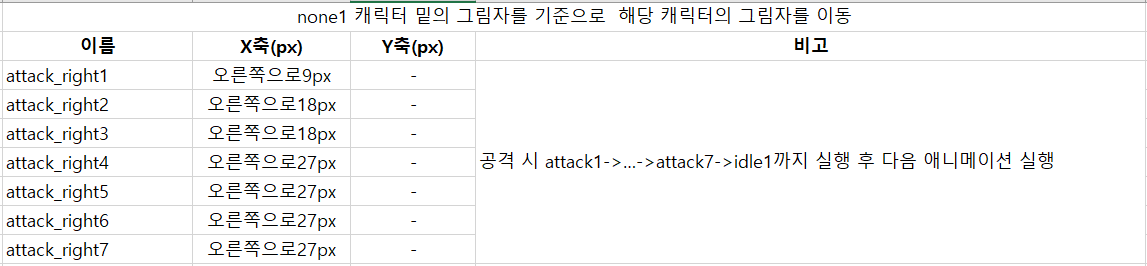 none1 캐릭터 밑의 그림자를 기준으로  해당 캐릭터의 그림자를 이동
이름 X축(px) Y축(px) 비고
attack_right1 오른쪽으로9px -
attack_right2 오른쪽으로18px -
attack_right3 오른쪽으로18px -
attack_right4 오른쪽으로27px - 공격 시 attack1->...->attack7->idle1까지 실행 후 다음 애니메이션 실행
attack_right5 오른쪽으로27px -
attack_right6 오른쪽으로27px -
attack_right7 오른쪽으로27px -